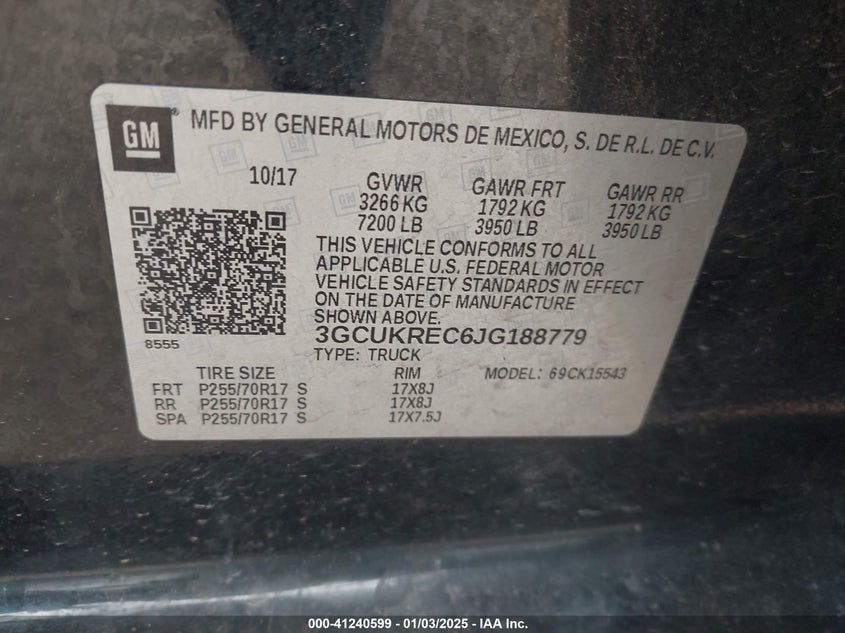 GM
MFD BY GENERAL MOTORS DE MEXICO, S. DE R.L. DE C.V.
10/17 GVWR GAWR FRT GAWR RR
3266 KG 1792 KG 1792 KG
7200 LB 3950 LB 3950 LB
THIS VEHICLE CONFORMS TO ALL
APPLICABLE U.S. FEDERAL MOTOR
VEHICLE SAFETY STANDARDS IN EFFECT
ON THE DATE OF MANUFACTURE
SHOWN ABOVE.
8555
3GCUKREC6JG188779
TYPE: TRUCK
TIRE SIZE RIM MODEL: 69CK15543
FRT P255/70R17 S 17X8J
RR P255/70R17 S 17X8J
SPA P255/70R17 S 17X7.5J
000-41240599 - 01/03/2025 - IAA Inc.